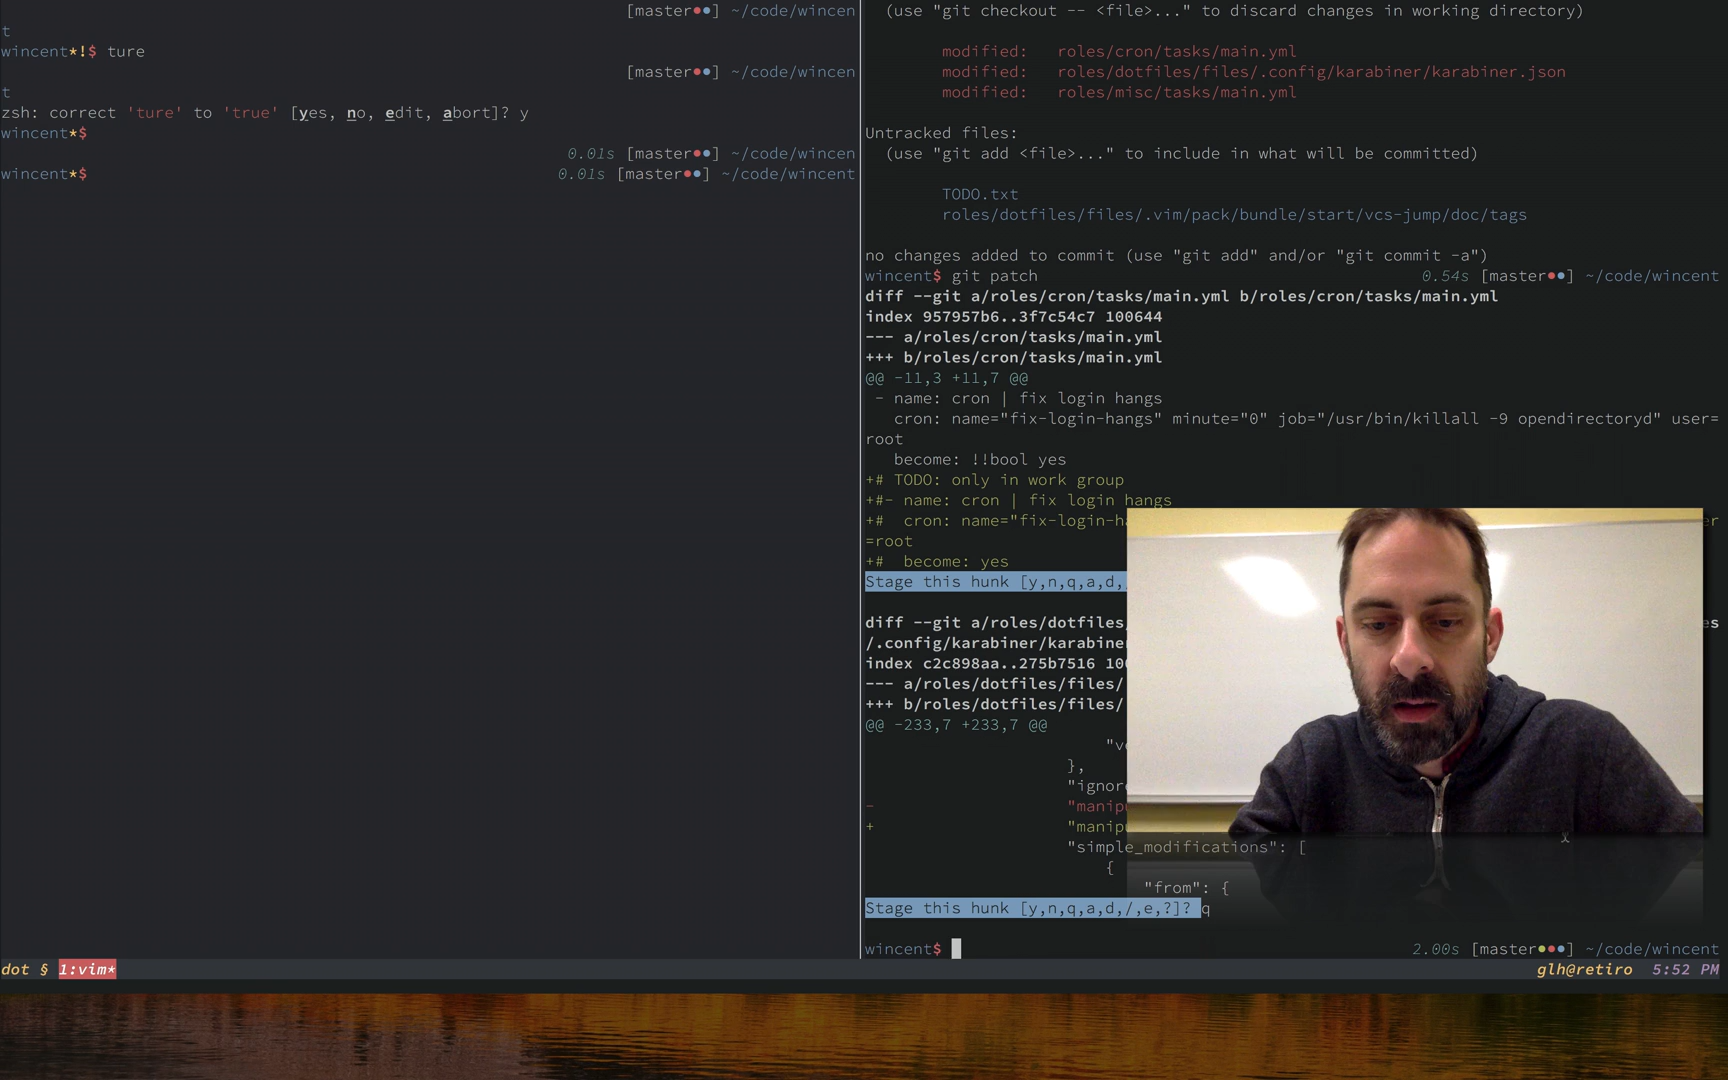 [master●●] ~/code/wincen
t
wincent*!$ ture
[master●●] ~/code/wincen
t
zsh: correct 'ture' to 'true' [yes, no, edit, abort]? y
wincent*$
0.01s [master●●] ~/code/wincen
wincent*$ 0.01s [master●●] ~/code/wincent
(use "git checkout -- <file>..." to discard changes in working directory)
modified: roles/cron/tasks/main.yml
modified: roles/dotfiles/files/.config/karabiner/karabiner.json
modified: roles/misc/tasks/main.yml
Untracked files:
(use "git add <file>..." to include in what will be committed)
TODO.txt
roles/dotfiles/files/.vim/pack/bundle/start/vcs-jump/doc/tags
no changes added to commit (use "git add" and/or "git commit -a")
wincent$ git patch 0.54s [master●●] ~/code/wincent
diff --git a/roles/cron/tasks/main.yml b/roles/cron/tasks/main.yml
index 957957b6..3f7c54c7 100644
--- a/roles/cron/tasks/main.yml
+++ b/roles/cron/tasks/main.yml
@@ -11,3 +11,7 @@
- name: cron | fix login hangs
cron: name="fix-login-hangs" minute="0" job="/usr/bin/killall -9 opendirectoryd" user=
root
become: !!bool yes
+# TODO: only in work group
+#- name: cron | fix login hangs
+# cron: name="fix-login-ha er
=root
+# become: yes
Stage this hunk [y,n,q,a,d,
diff --git a/roles/dotfiles/ es
/.config/karabiner/karabiner
index c2c898aa..275b7516 10
--- a/roles/dotfiles/files/
+++ b/roles/dotfiles/files/
@@ -233,7 +233,7 @@
"ve
},
"ignore
- "manipu
+ "manipu
"simple_modifications": [
{
"from": {
Stage this hunk [y,n,q,a,d,/,e,?]? q
wincent$ 2.00s [master●●●] ~/code/wincent
dot § 1:vim* glh@retiro 5:52 PM